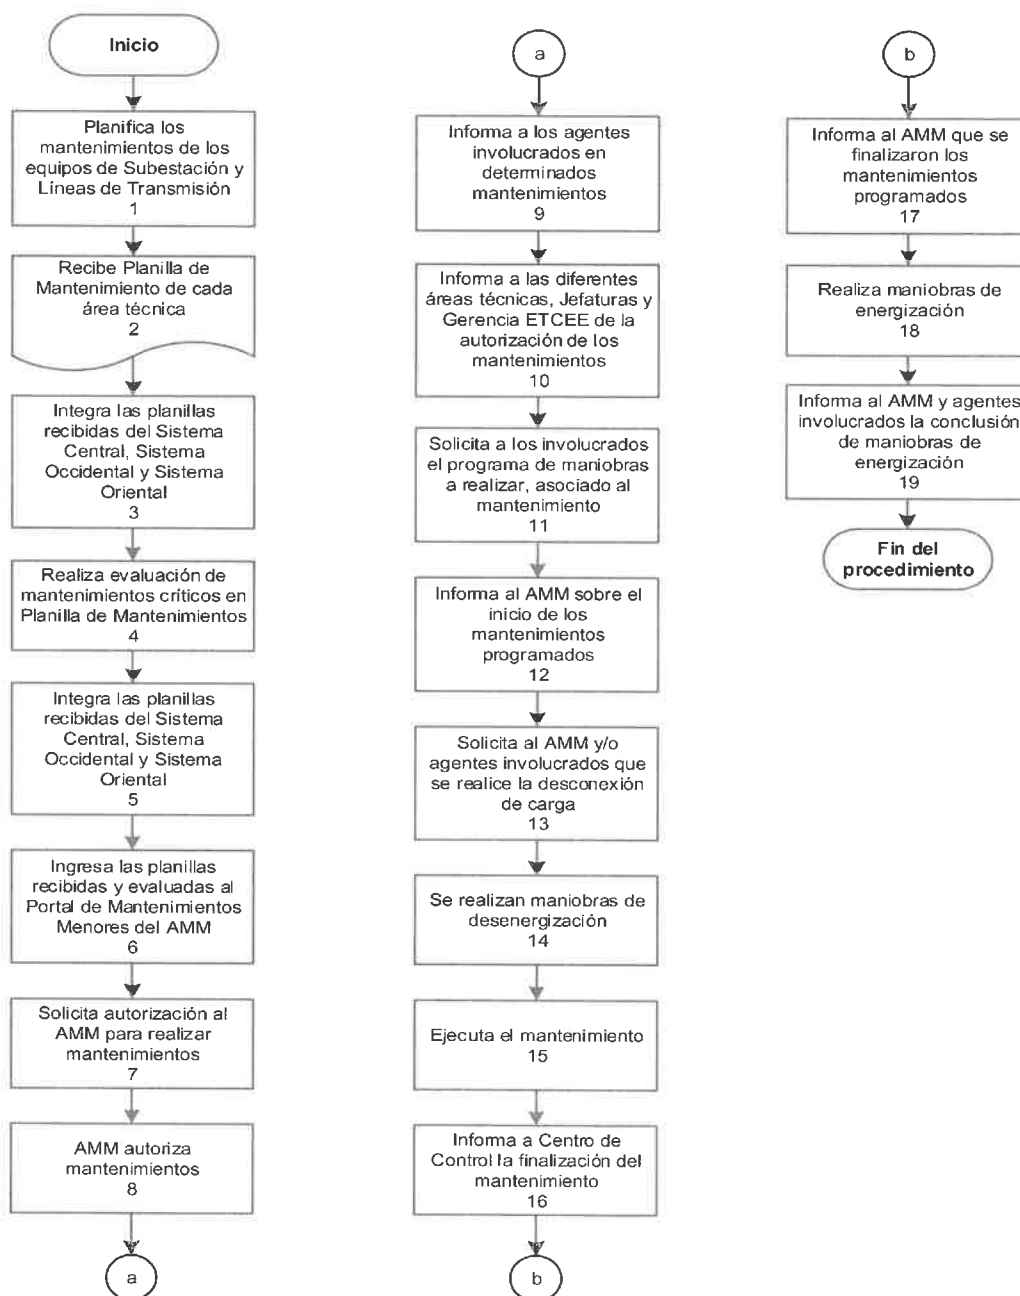 Inicio
Planifica los
mantenimientos de los
equipos de Subestación y
Líneas de Transmisión
1
Recibe Planilla de
Mantenimiento de cada
área técnica
2
Integra las planillas
recibidas del Sistema
Central, Sistema
Occidental y Sistema
Oriental
3
Realiza evaluación de
mantenimientos críticos en
Planilla de Mantenimientos
4
Integra las planillas
recibidas del Sistema
Central, Sistema
Occidental y Sistema
Oriental
5
Ingresa las planillas
recibidas y evaluadas al
Portal de Mantenimientos
Menores del AMM
6
Solicita autorización al
AMM para realizar
mantenimientos
7
AMM autoriza
mantenimientos
8
a
a
Informa a los agentes
involucrados en
determinados
mantenimientos
9
Informa a las diferentes
áreas técnicas, Jefaturas y
Gerencia ETCEE de la
autorización de los
mantenimientos
10
Solicita a los involucrados
el programa de maniobras
a realizar, asociado al
mantenimiento
11
Informa al AMM sobre el
inicio de los
mantenimientos
programados
12
Solicita al AMM y/o
agentes involucrados que
se realice la desconexión
de carga
13
Se realizan maniobras de
desenergización
14
Ejecuta el mantenimiento
15
Informa a Centro de
Control la finalización del
mantenimiento
16
b
b
Informa al AMM que se
finalizaron los
mantenimientos
programados
17
Realiza maniobras de
energización
18
Informa al AMM y agentes
involucrados la conclusión
de maniobras de
energización
19
Fin del
procedimiento